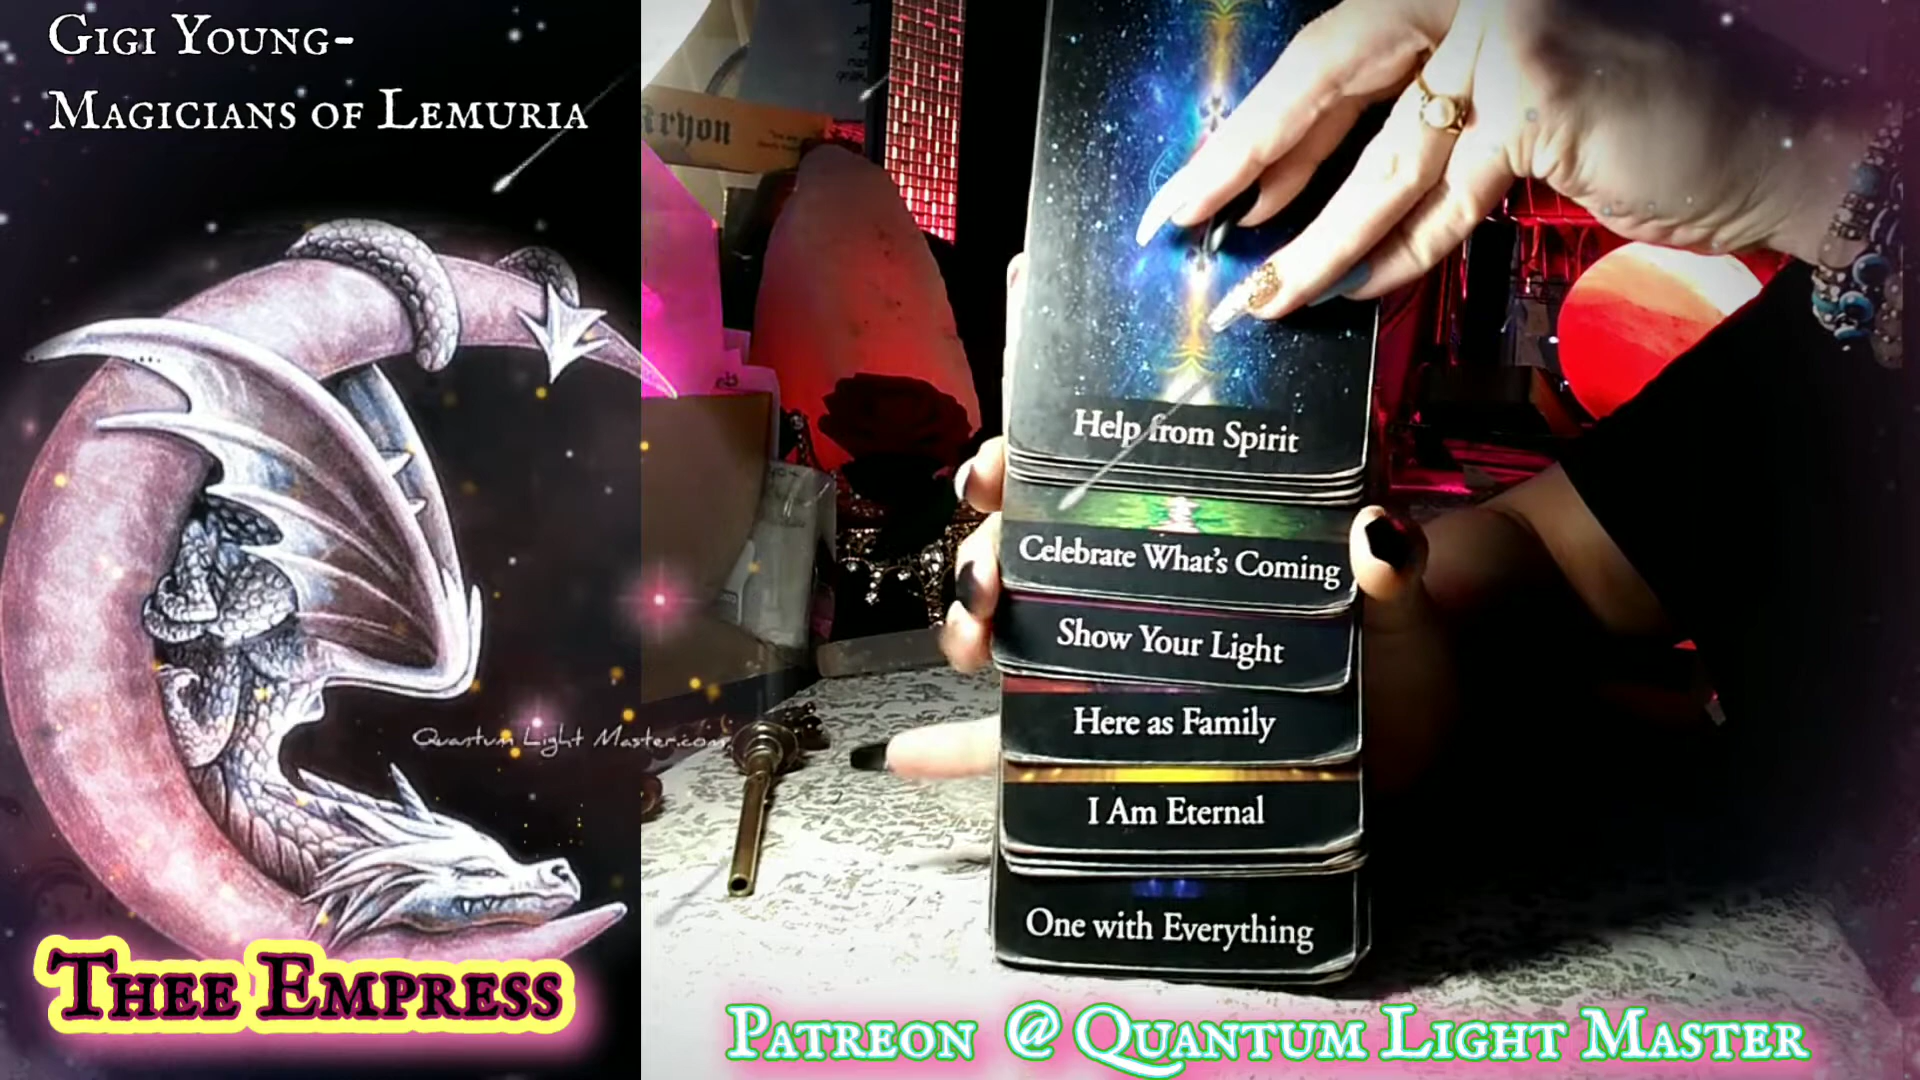 Gigi Young-
Magicians of Lemuria
Kryon
Help from Spirit
Celebrate What's Coming
Show Your Light
Here as Family
I Am Eternal
One with Everything
Quantum Light Master.com
Thee Empress
Patreon @ Quantum Light Master